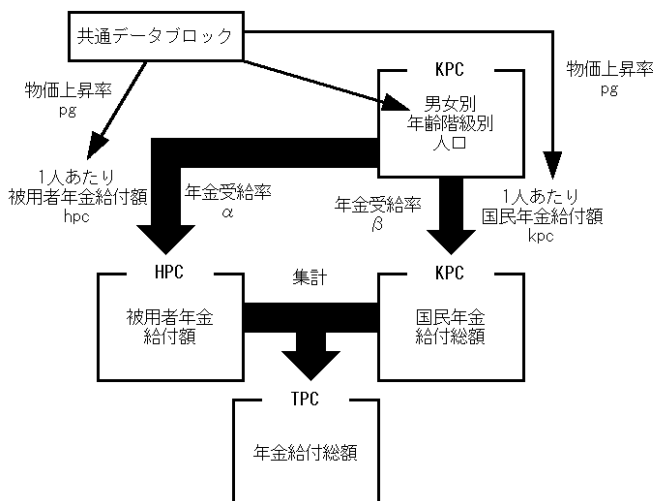 共通データブロック
KPC
物価上昇率
pg
物価上昇率
pg
男女別
年齢階級別
人口
1人あたり
被用者年金給付額
hpc
年金受給率
α
年金受給率
β
1人あたり
国民年金給付額
kpc
HPC
集計
KPC
被用者年金
給付額
国民年金
給付総額
TPC
年金給付総額